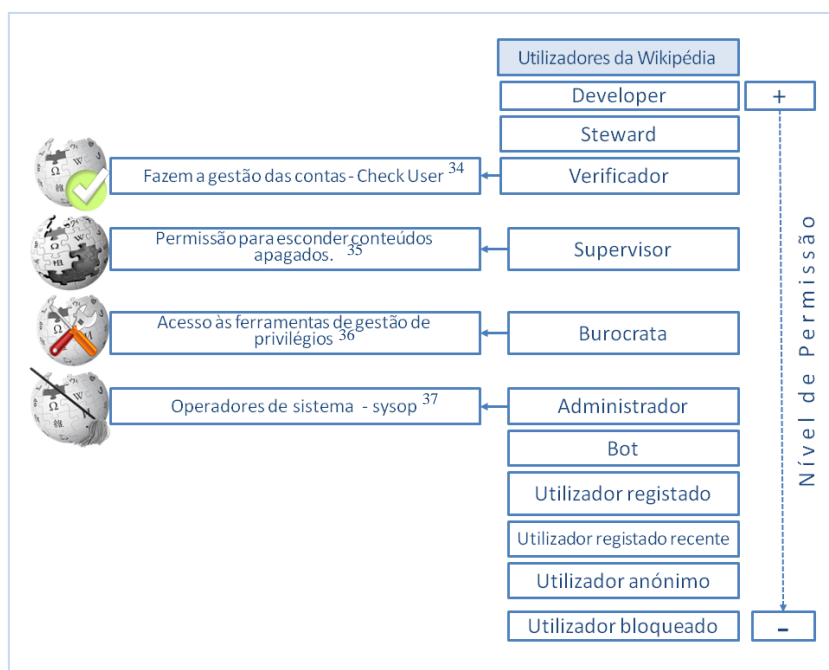 Utilizadores da Wikipédia
Developer
+
Steward
Fazem a gestão das contas - Check User 34
Verificador
Permissão para esconder conteúdos
apagados. 35
Supervisor
Acesso às ferramentas de gestão de
privilégios 36
Burocrata
Operadores de sistema - sysop 37
Administrador
Bot
Utilizador registado
Utilizador registado recente
Utilizador anónimo
Utilizador bloqueado
-
Nível de Permissão